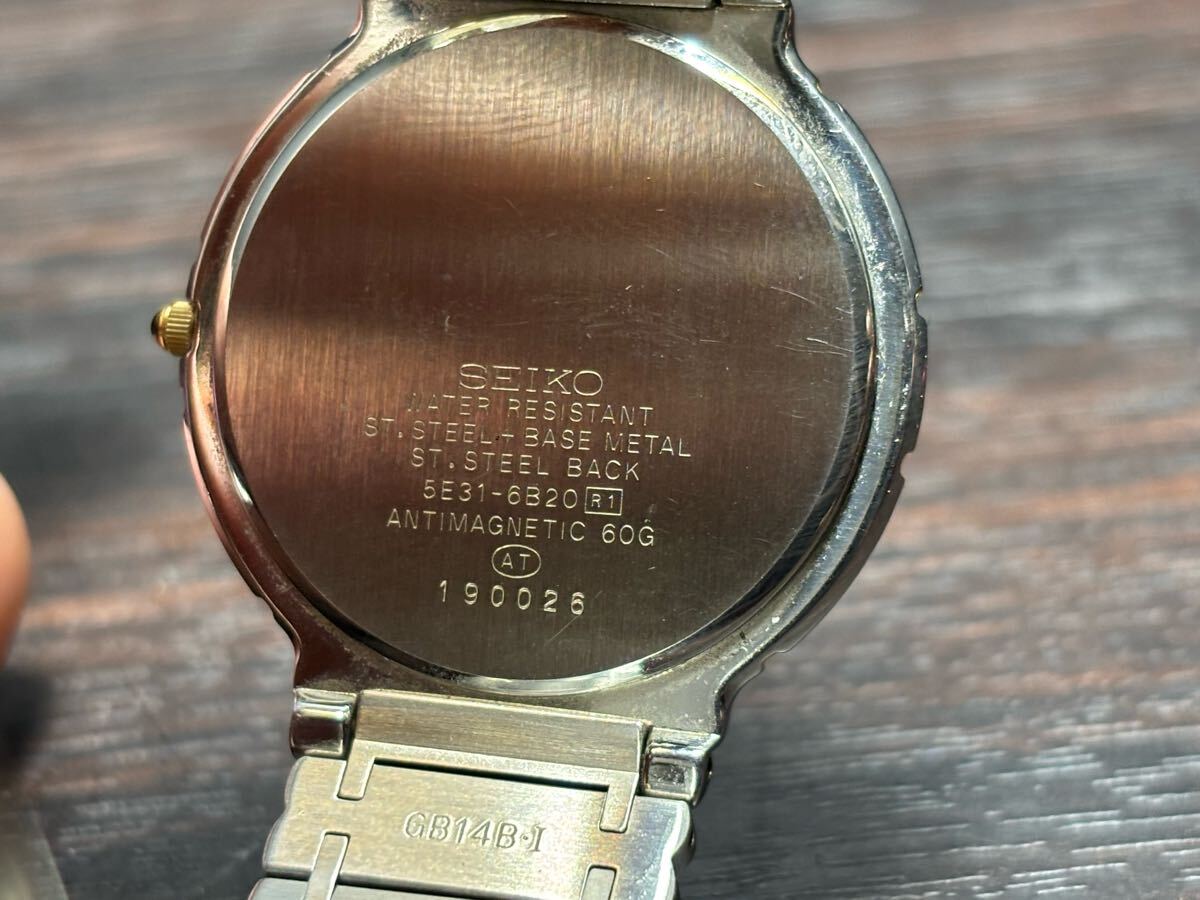 SEIKO
WATER RESISTANT
ST.STEEL+BASE METAL
ST.STEEL BACK
5E31-6B20 R1
ANTIMAGNETIC 60G
AT
190026
GB14B·I